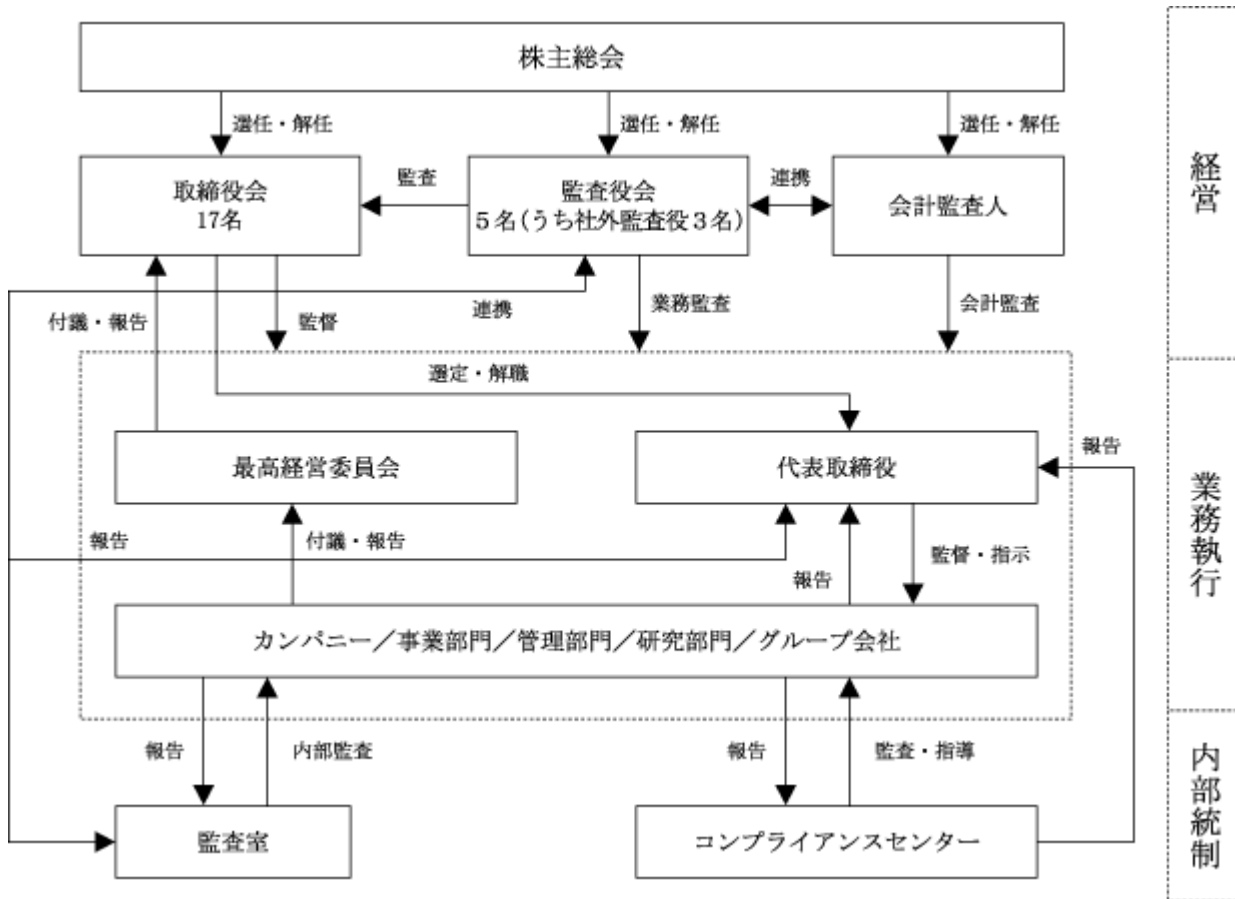 株主総会
選任・解任
選任・解任
選任・解任
取締役会
17名
監査
監査役会
5名(うち社外監査役3名)
連携
会計監査人
付議・報告
監督
連携
業務監査
会計監査
選定・解職
最高経営委員会
代表取締役
報告
報告
付議・報告
報告
監督・指示
カンパニー／事業部門／管理部門／研究部門／グループ会社
報告
内部監査
報告
監査・指導
監査室
コンプライアンスセンター
経営
業務執行
内部統制